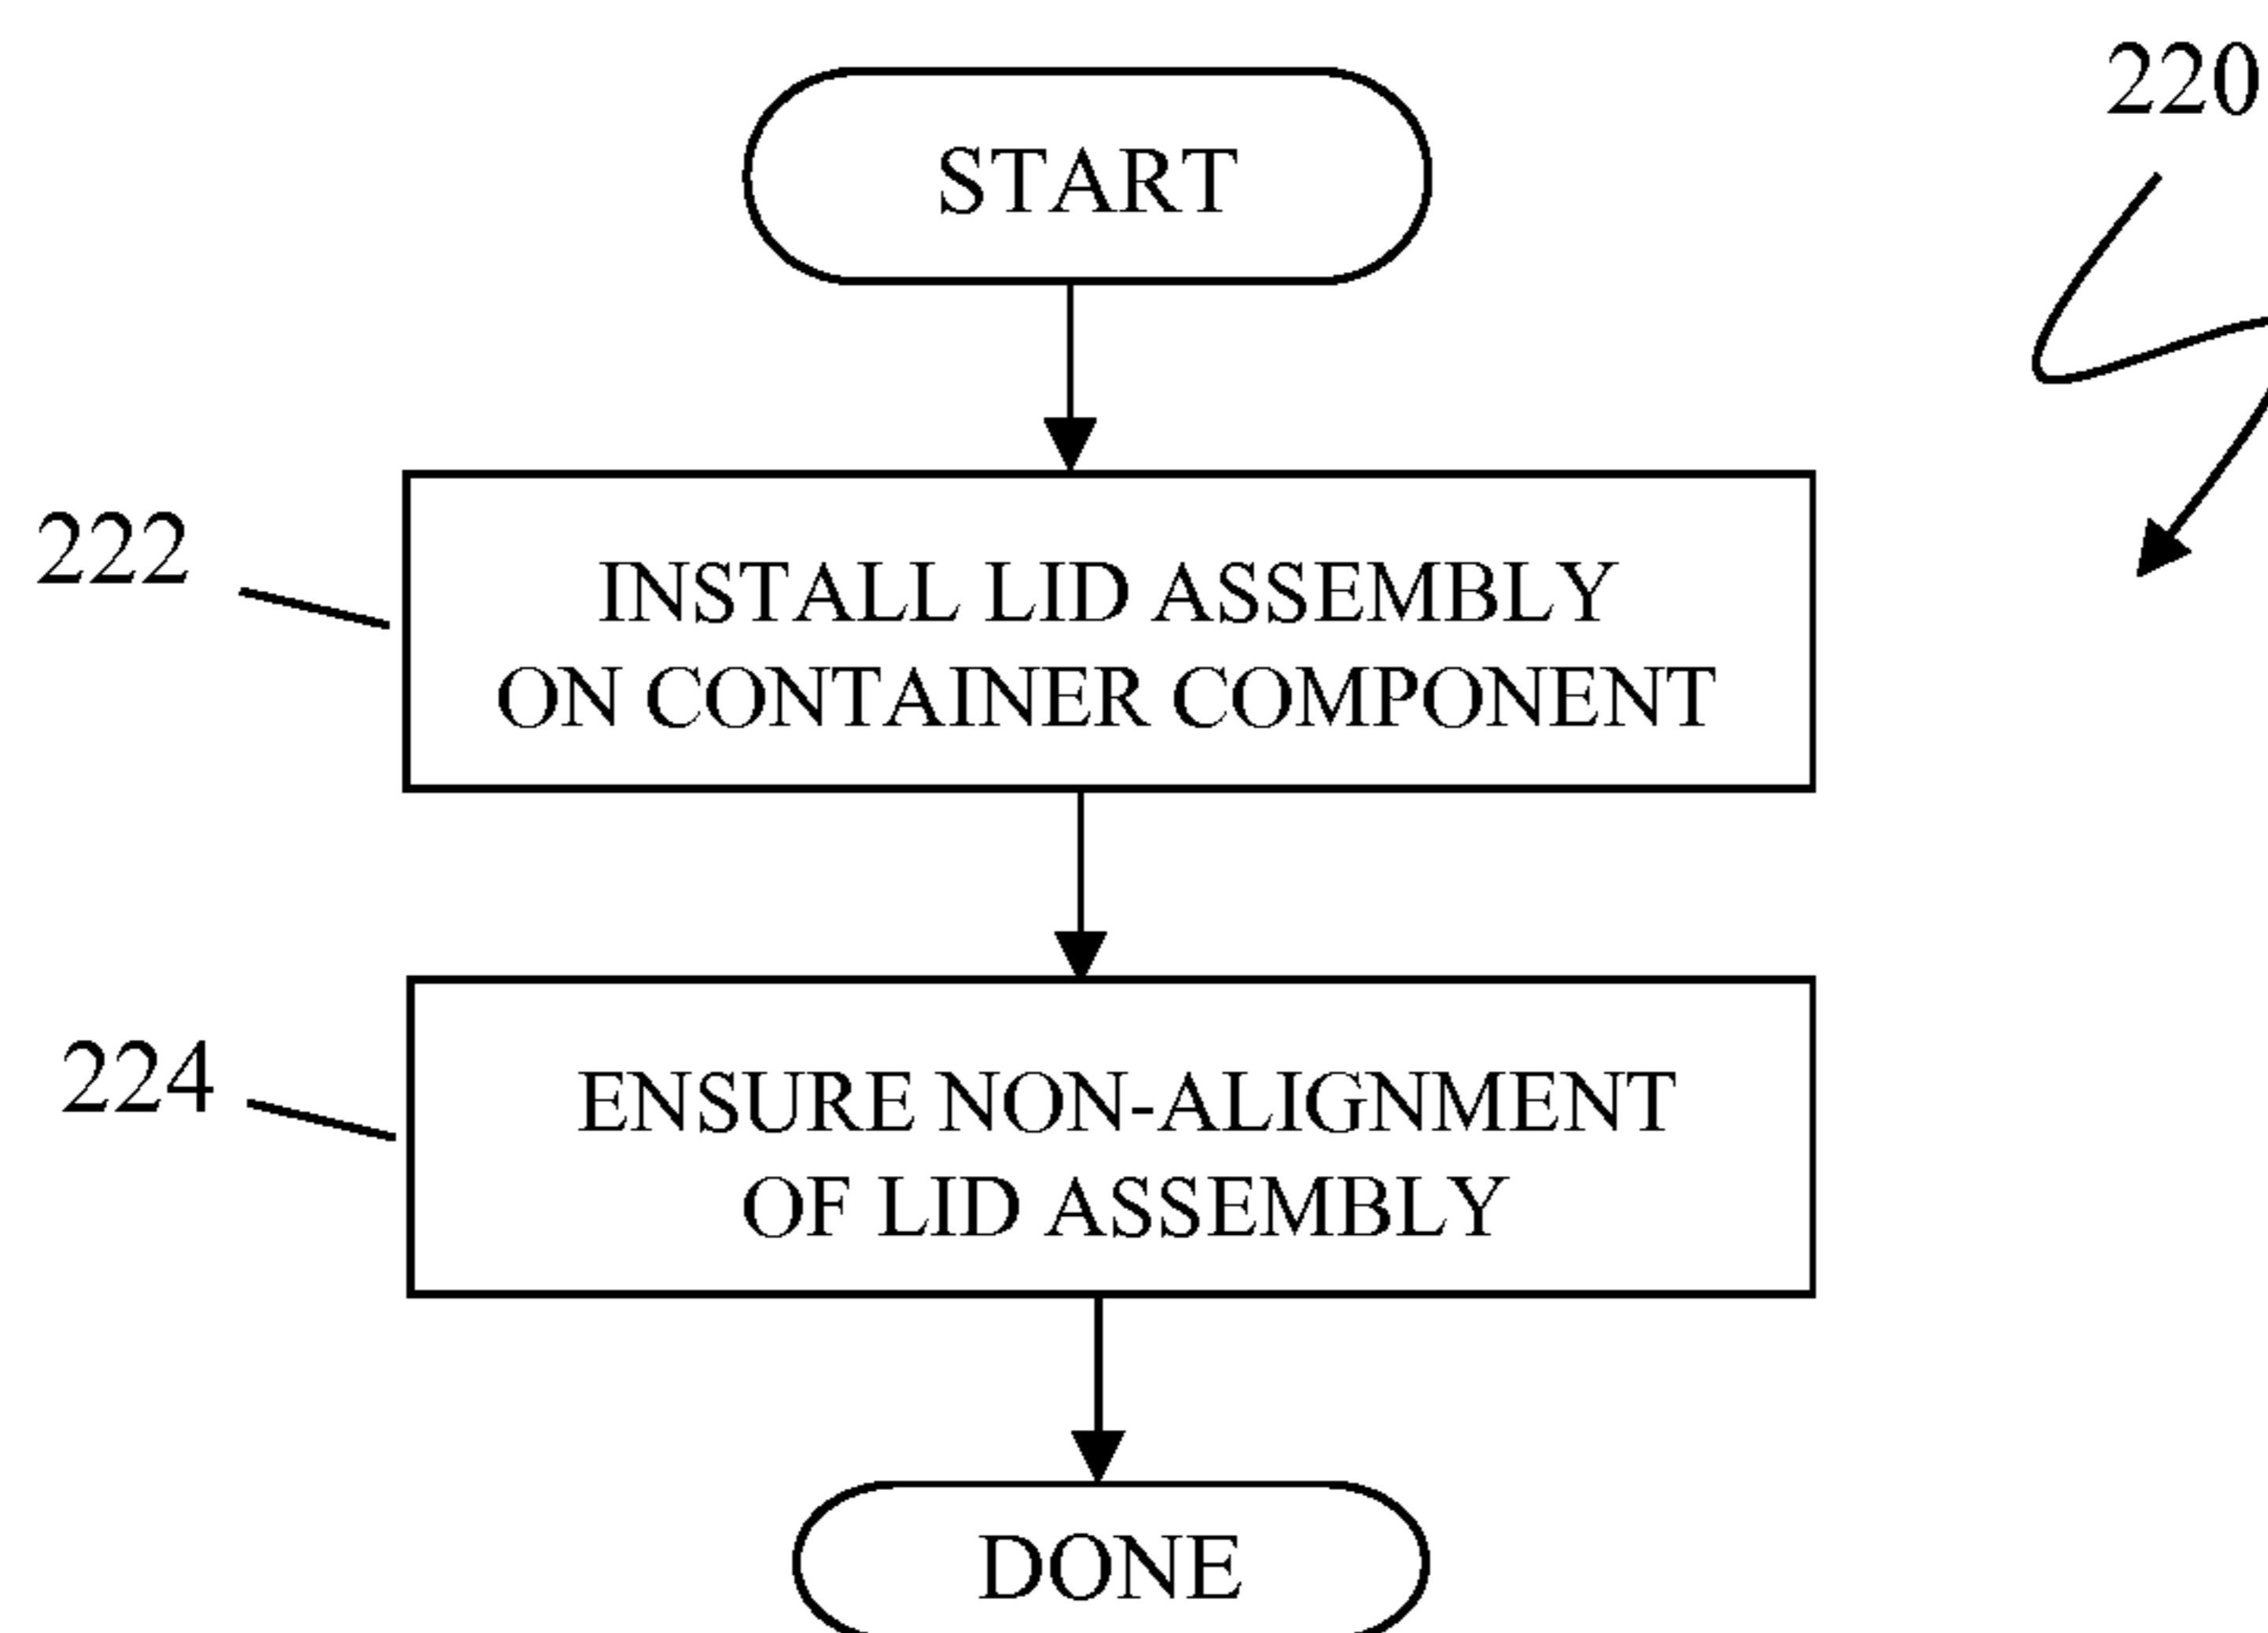 START
220
222
INSTALL LID ASSEMBLY
ON CONTAINER COMPONENT
224
ENSURE NON-ALIGNMENT
OF LID ASSEMBLY
DONE